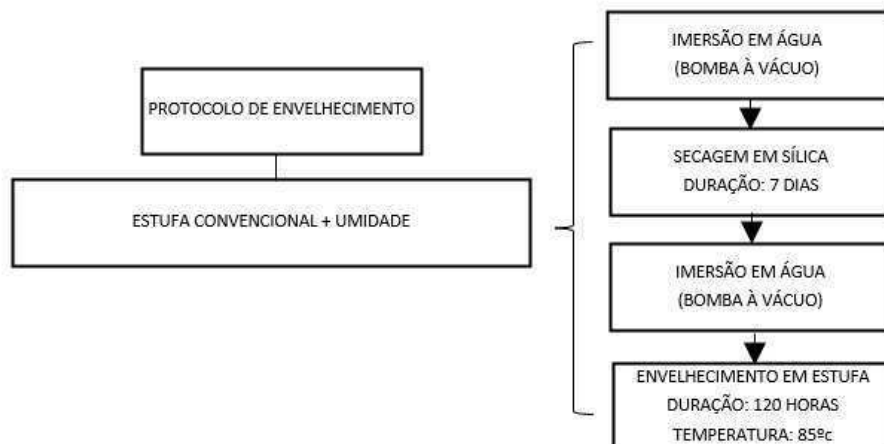 PROTOCOLO DE ENVELHECIMENTO
ESTUFA CONVENCIONAL + UMIDADE
IMERSÃO EM ÁGUA
(BOMBA À VÁCUO)
SECAGEM EM SÍLICA
DURAÇÃO: 7 DIAS
IMERSÃO EM ÁGUA
(BOMBA À VÁCUO)
ENVELHECIMENTO EM ESTUFA
DURAÇÃO: 120 HORAS
TEMPERATURA: 85ºc